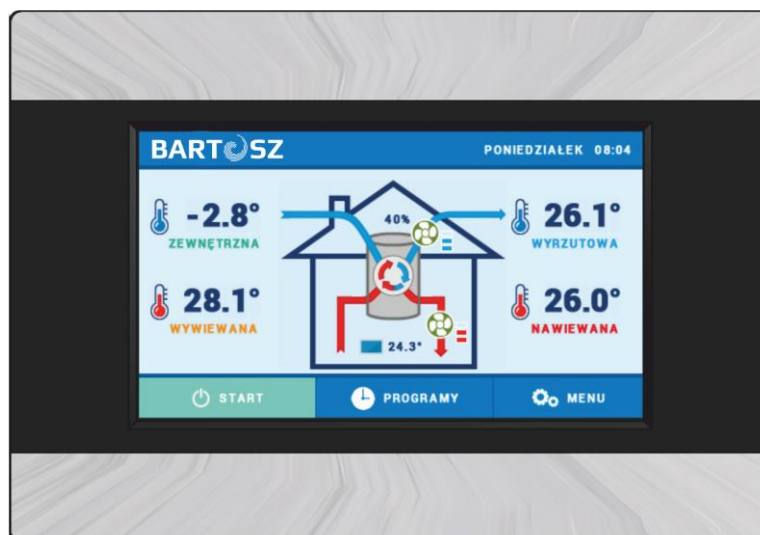 BARTOSZ
PONIEDZIAŁEK 08:04
-2.8°
ZEWNĘTRZNA
40%
26.1°
WYRZUTOWA
28.1°
WYWIEWANA
26.0°
NAWIEWANA
24.3°
START
PROGRAMY
MENU